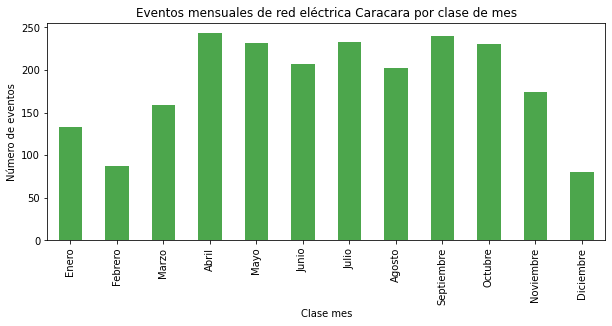 Eventos mensuales de red eléctrica Caracara por clase de mes
Número de eventos
250
200
150
100
50
0
Enero
Febrero
Marzo
Abril
Mayo
Junio
Julio
Agosto
Septiembre
Octubre
Noviembre
Diciembre
Clase mes